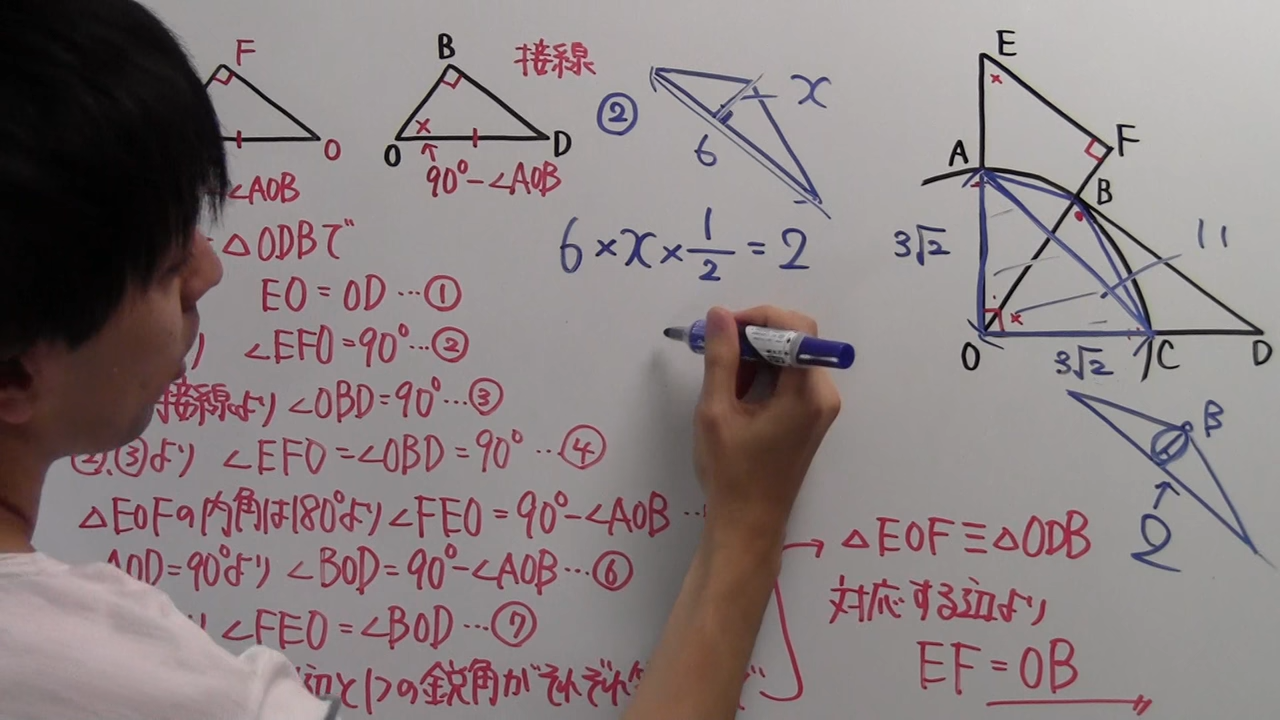 F
O
∠AOB
B
接線
O
D
90°-∠AOB
△ODBで
EO=OD…①
∠EFO=90°…②
接線より ∠OBD=90°…③
②,③より ∠EFO=∠OBD=90°…④
△EOFの内角は180°より∠FEO=90°-∠AOB…
AOD=90°より ∠BOD=90°-∠AOB…⑥
∠FEO=∠BOD…⑦
辺と1つの鋭角がそれぞれ
②
x
6
6×x×1/2=2
E
A
F
B
11
3√2
O
3√2
C
D
B
2
△EOF≡△ODB
対応する辺より
EF=OB